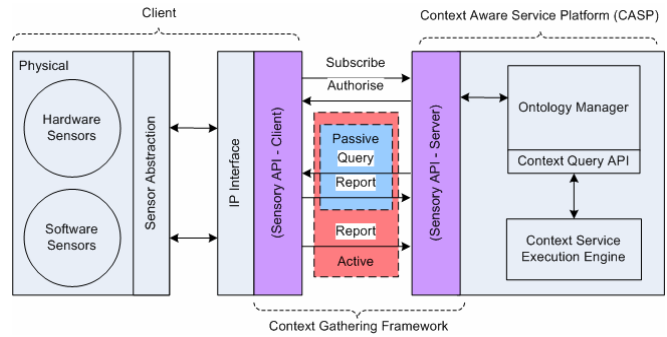 Client
Context Aware Service Platform (CASP)
Physical
Hardware
Sensors
Software
Sensors
Sensor Abstraction
IP Interface
(Sensory API - Client)
Subscribe
Authorise
Passive
Query
Report
Report
Active
(Sensory API - Server)
Ontology Manager
Context Query API
Context Service
Execution Engine
Context Gathering Framework